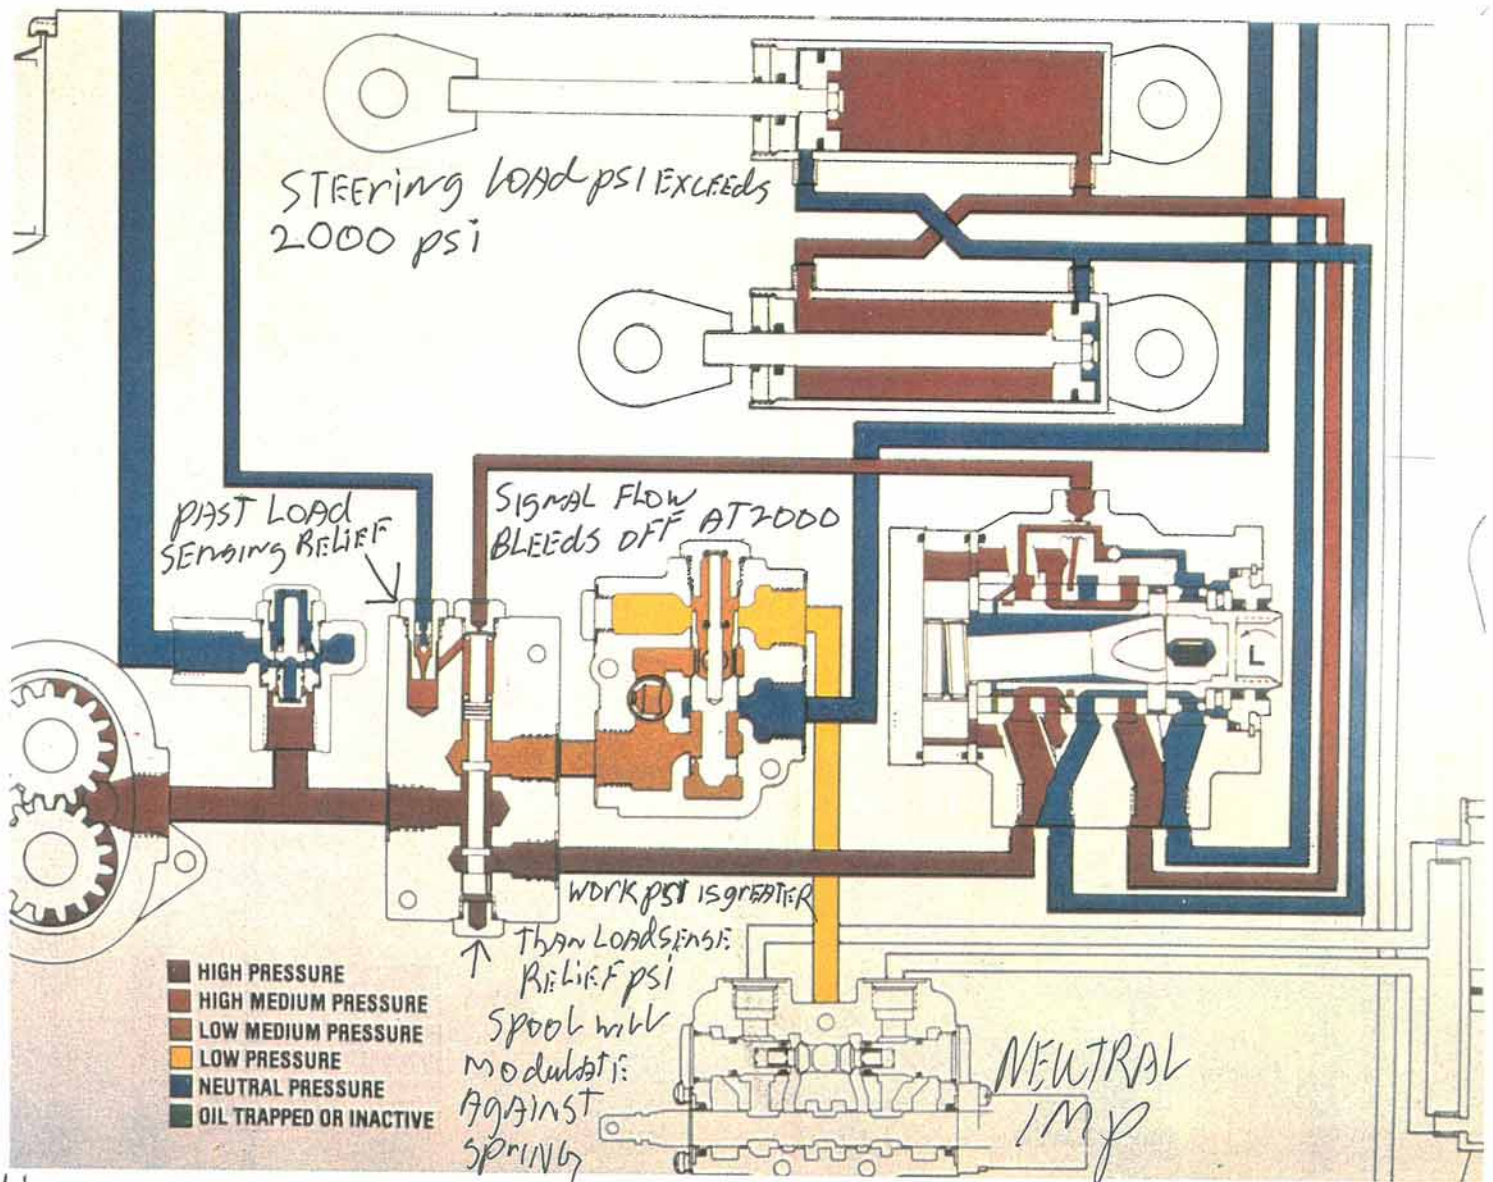 STEERING LOAD PSI EXCEEDS
2000 PSI
PAST LOAD
SENSING RELIEF
SIGNAL FLOW
BLEEDS OFF AT 2000
L
WORK PSI IS GREATER
THAN LOAD SENSE
RELIEF PSI
SPOOL WILL
MODULATE
AGAINST
SPRING
HIGH PRESSURE
HIGH MEDIUM PRESSURE
LOW MEDIUM PRESSURE
LOW PRESSURE
NEUTRAL PRESSURE
OIL TRAPPED OR INACTIVE
NEUTRAL
IMP